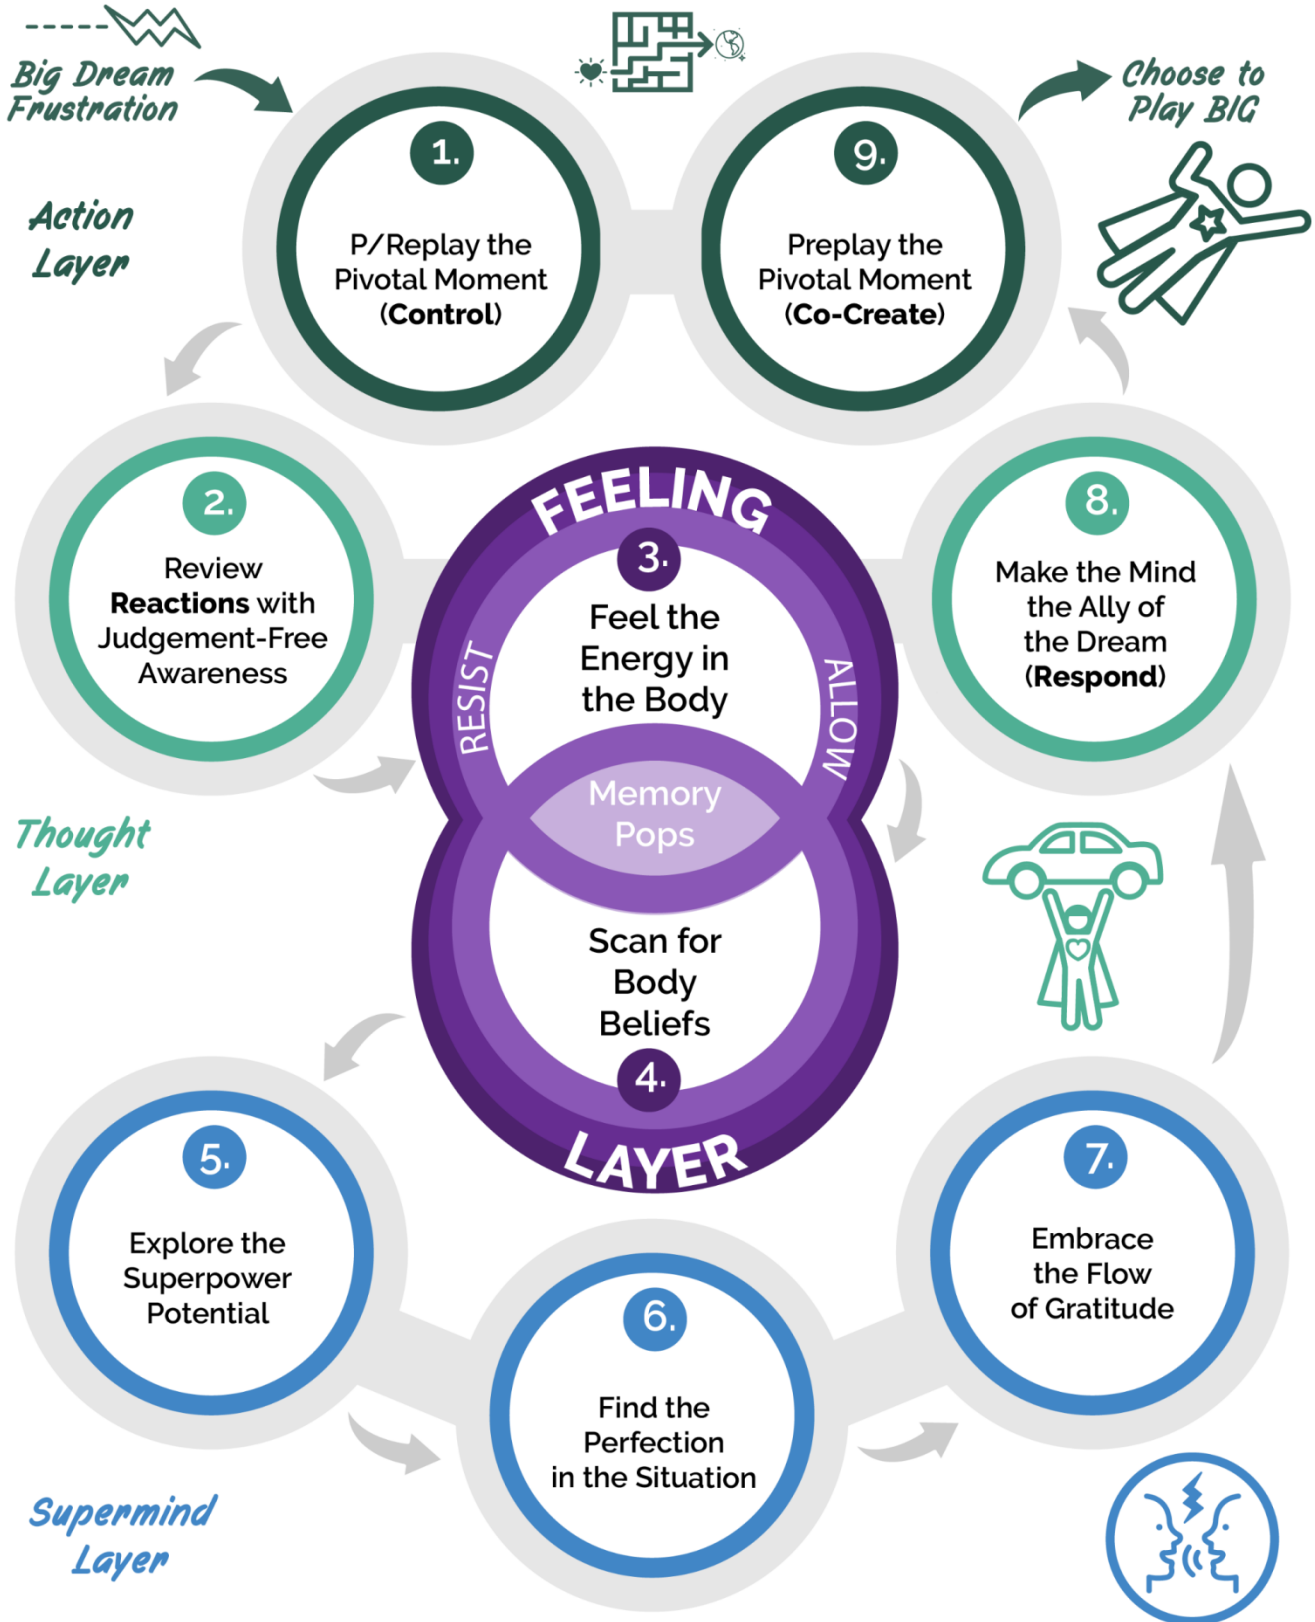 Big Dream
Frustration
Choose to
Play BIG
Action
Layer
1.
P/Replay the
Pivotal Moment
(Control)
9.
Preplay the
Pivotal Moment
(Co-Create)
2.
Review
Reactions with
Judgement-Free
Awareness
FEELING
3.
Feel the
Energy in
the Body
RESIST
ALLOW
Memory
Pops
Scan for
Body
Beliefs
4.
LAYER
8.
Make the Mind
the Ally of
the Dream
(Respond)
Thought
Layer
5.
Explore the
Superpower
Potential
6.
Find the
Perfection
in the Situation
7.
Embrace
the Flow
of Gratitude
Supermind
Layer